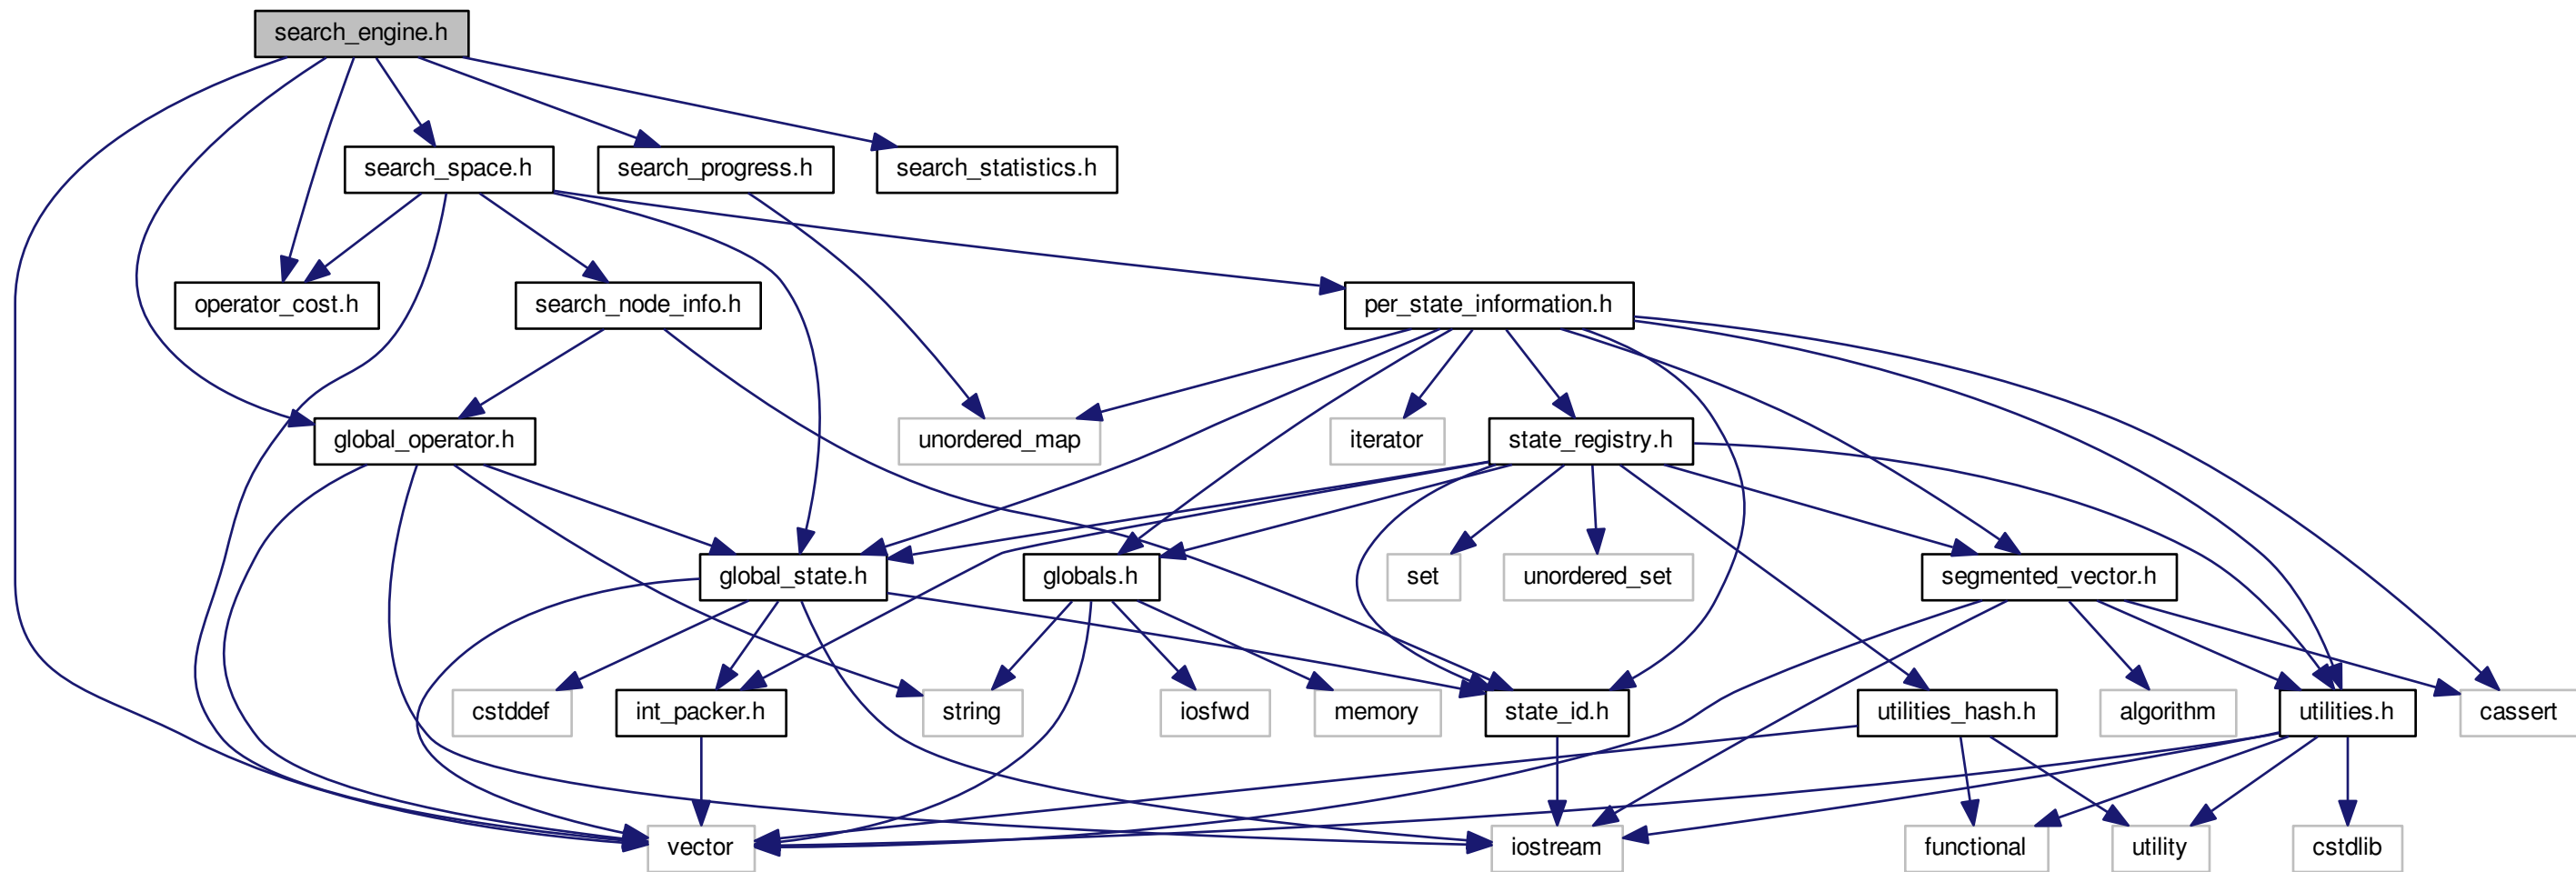 search_engine.h
search_space.h
search_progress.h
search_statistics.h
operator_cost.h
search_node_info.h
per_state_information.h
global_operator.h
unordered_map
iterator
state_registry.h
global_state.h
globals.h
set
unordered_set
segmented_vector.h
cstddef
int_packer.h
string
iosfwd
memory
state_id.h
utilities_hash.h
algorithm
utilities.h
cassert
vector
iostream
functional
utility
cstdlib